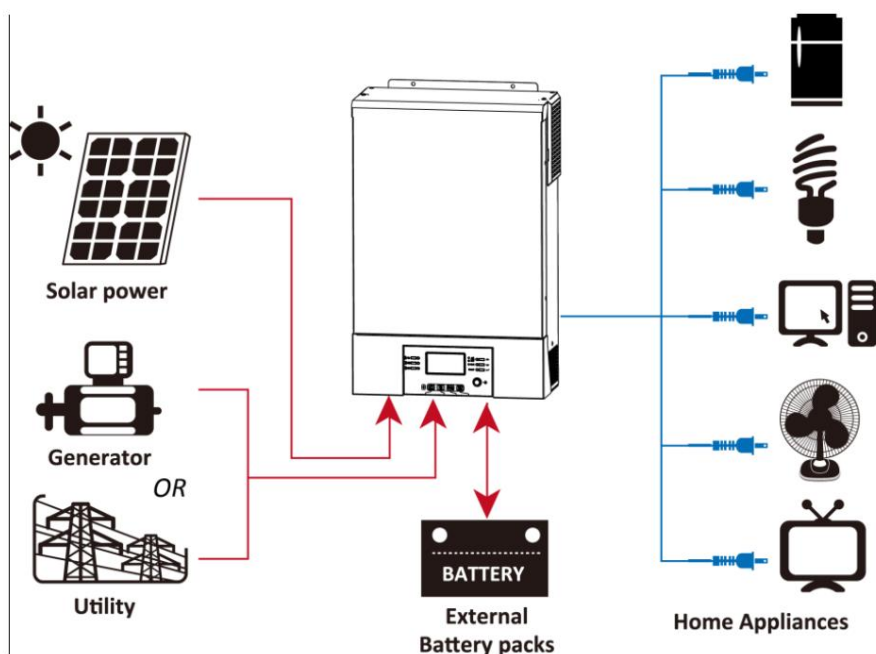 Solar power
Generator
OR
Utility
BATTERY
External
Battery packs
Home Appliances